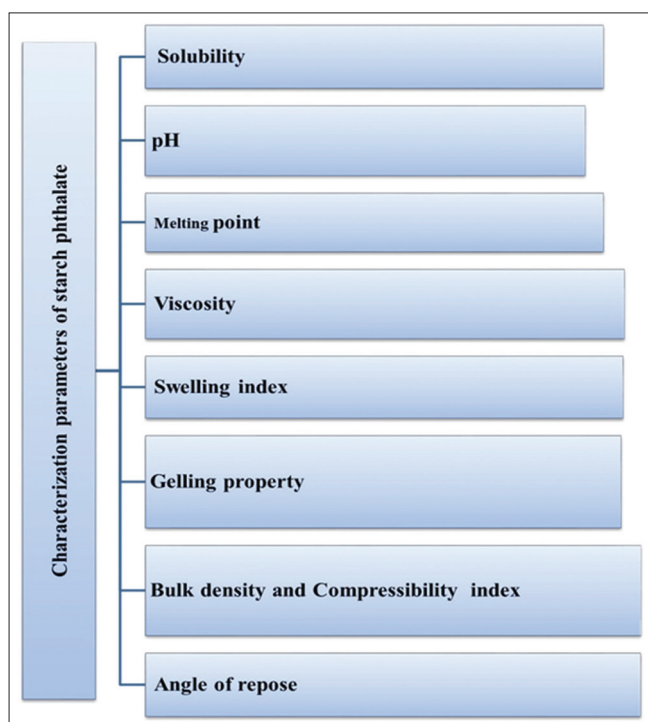 Characterization parameters of starch phthalate
Solubility
pH
Melting point
Viscosity
Swelling index
Gelling property
Bulk density and Compressibility index
Angle of repose